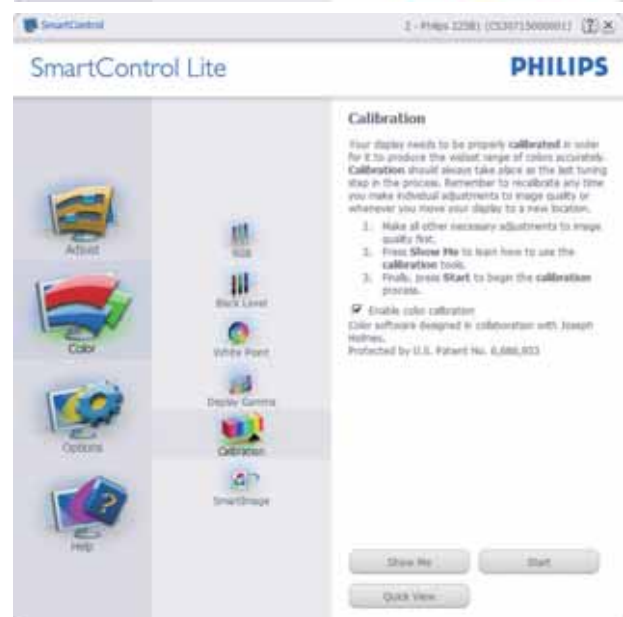 SmartControl
2 - Philips 225B1 (CS30715000001)
SmartControl Lite
PHILIPS
Adjust
Color
Options
Help
RGB
Black Level
White Point
Display Gamma
Calibration
SmartImage
Calibration
Your display needs to be properly calibrated in order
for it to produce the widest range of colors accurately.
Calibration should always take place as the last tuning
step in the process. Remember to recalibrate any time
you make individual adjustments to image quality or
whenever you move your display to a new location.
1. Make all other necessary adjustments to image
quality first.
2. Press Show Me to learn how to use the
calibration tools.
3. Finally, press Start to begin the calibration
process.
Enable color calibration
Color software designed in collaboration with Joseph
Holmes.
Protected by U.S. Patent No. 6,686,953
Show Me
Start
Quick View